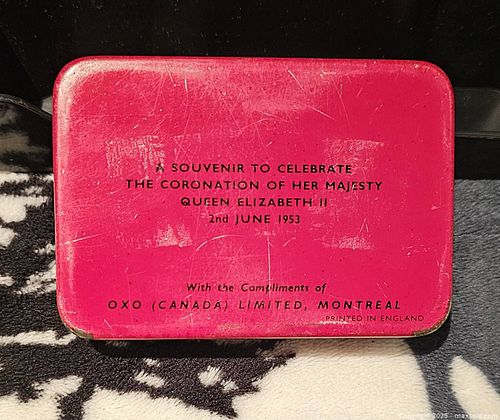 A SOUVENIR TO CELEBRATE
THE CORONATION OF HER MAJESTY
QUEEN ELIZABETH II
2nd JUNE 1953
With the Compliments of
OXO (CANADA) LIMITED, MONTREAL
PRINTED IN ENGLAND